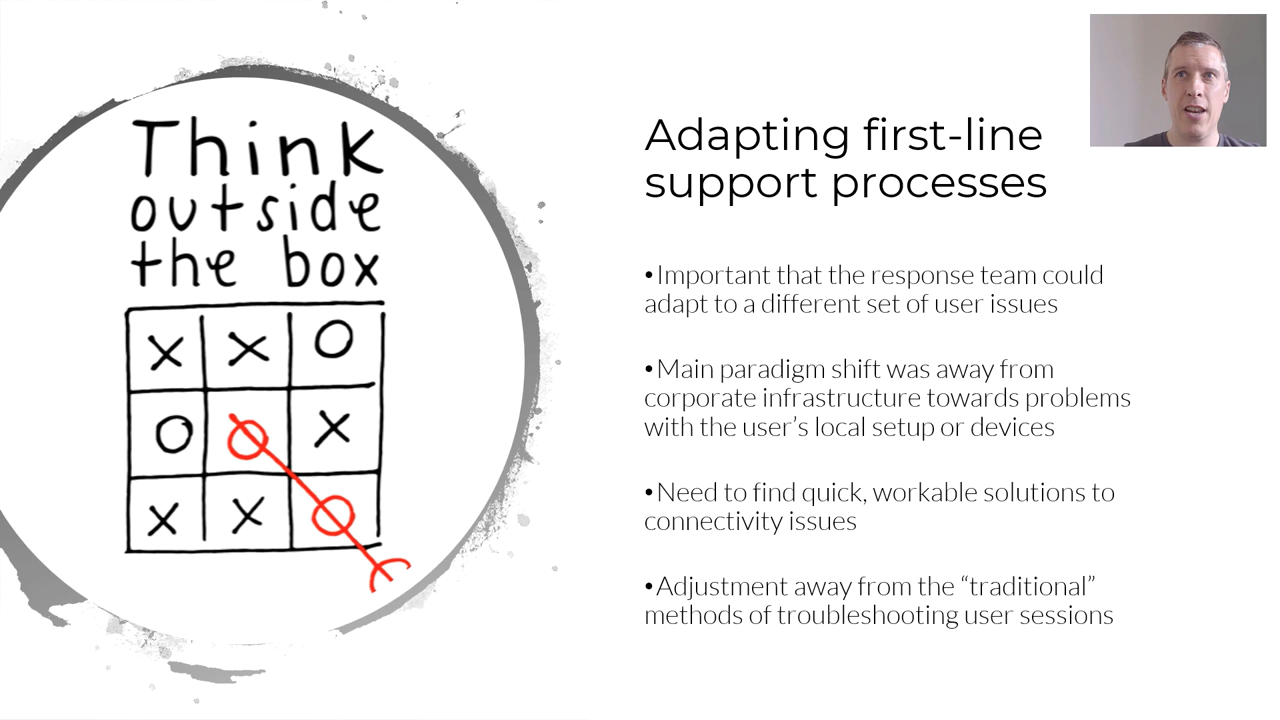 Think
outside
the box
X X O
O O X
X X O
Adapting first-line
support processes
•Important that the response team could
adapt to a different set of user issues
•Main paradigm shift was away from
corporate infrastructure towards problems
with the user’s local setup or devices
•Need to find quick, workable solutions to
connectivity issues
•Adjustment away from the “traditional”
methods of troubleshooting user sessions